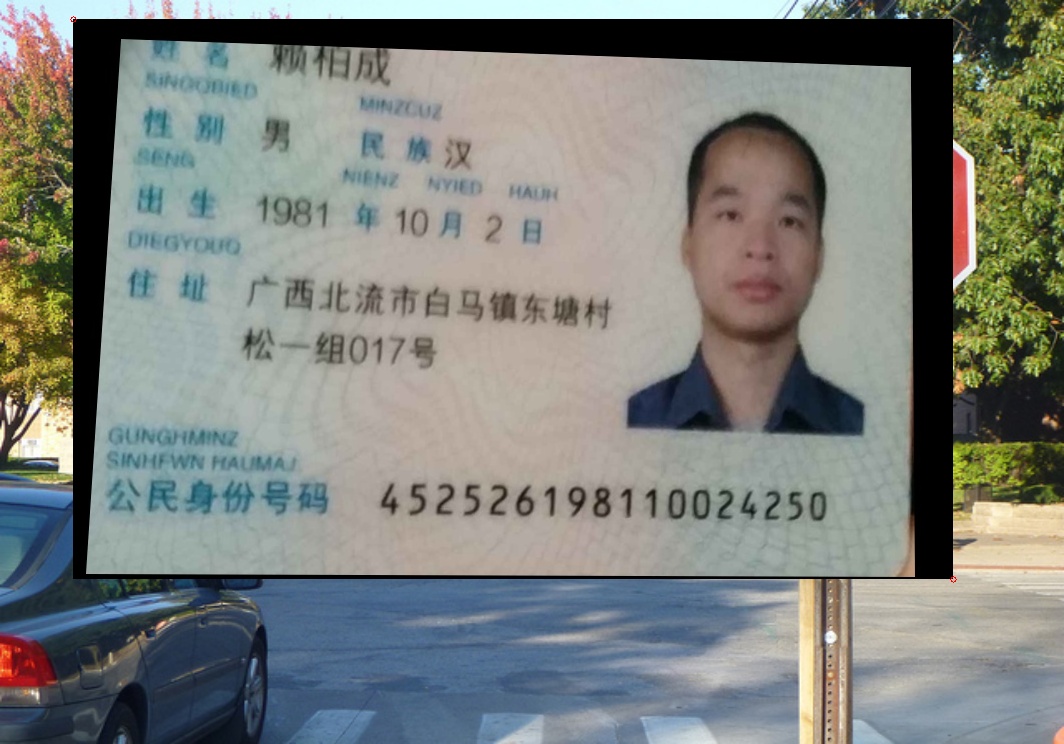 姓名 赖柏成
SINGQBIED
MINZCUZ
性别 男 民族 汉
SENG
NIENZ NYIED HAUH
出生 1981 年 10 月 2 日
DIEGYOUQ
住址 广西北流市白马镇东塘村
松一组017号
GUNGHMINZ
SINHFWN HAUMAJ
公民身份号码 452526198110024250